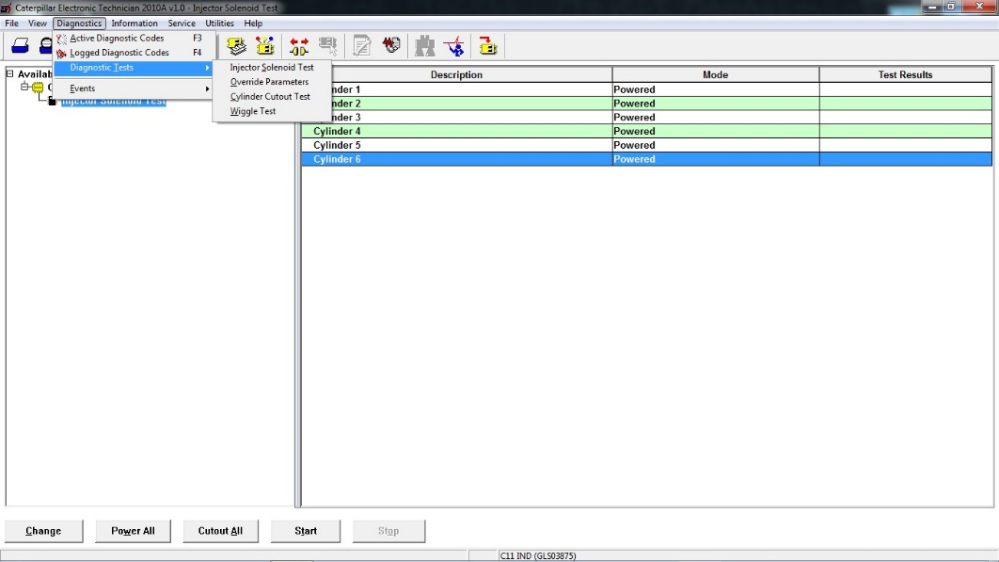 Caterpillar Electronic Technician 2010A v1.0 - Injector Solenoid Test
File View Diagnostics Information Service Utilities Help
Active Diagnostic Codes F3
Logged Diagnostic Codes F4
Diagnostic Tests
Events
Injector Solenoid Test
Override Parameters
Cylinder Cutout Test
Wiggle Test
Availab
Injector Solenoid Test
Description Mode Test Results
nder 1 Powered
nder 2 Powered
nder 3 Powered
Cylinder 4 Powered
Cylinder 5 Powered
Cylinder 6 Powered
Change Power All Cutout All Start Stop
C11 IND (GLS03875)